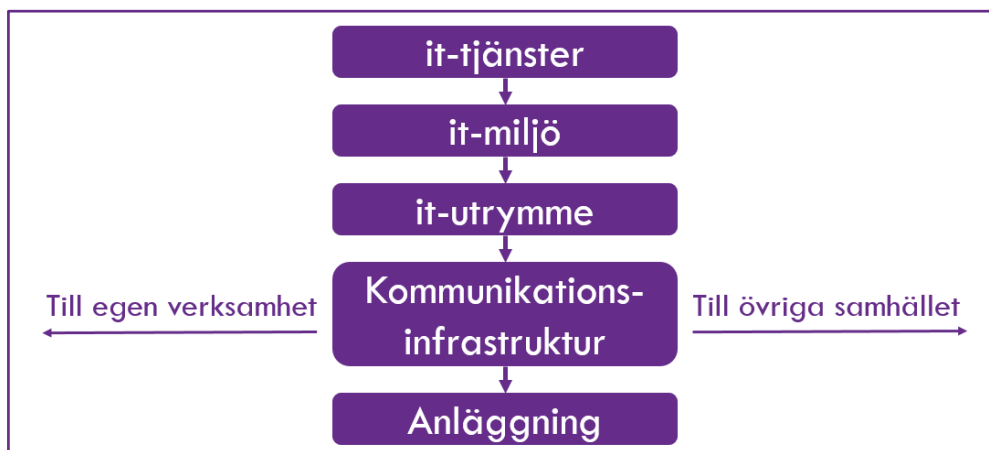 it-tjänster
it-miljö
it-utrymme
Kommunikations-
infrastruktur
Till egen verksamhet
Till övriga samhället
Anläggning